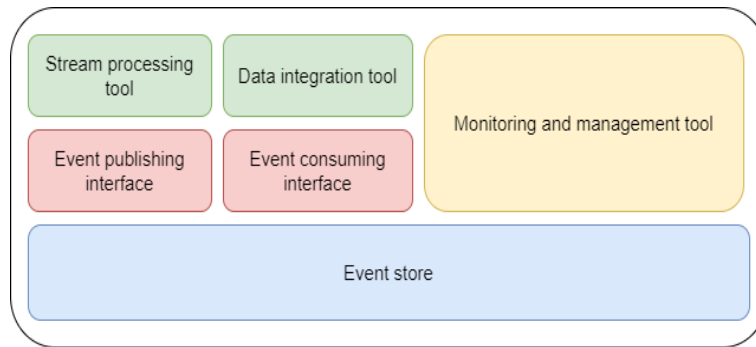 Stream processing
tool
Data integration tool
Monitoring and management tool
Event publishing
interface
Event consuming
interface
Event store